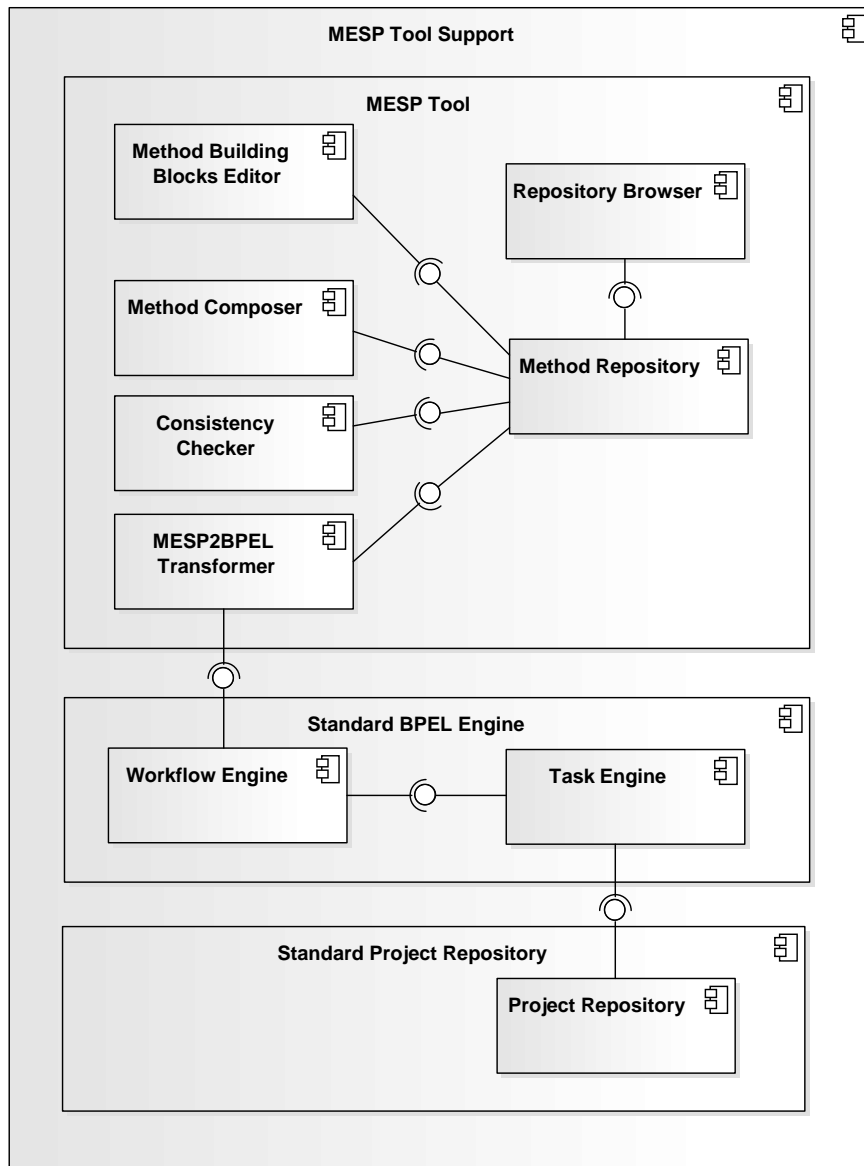 MESP Tool Support
MESP Tool
Method Building
Blocks Editor
Repository Browser
Method Composer
Method Repository
Consistency
Checker
MESP2BPEL
Transformer
Standard BPEL Engine
Workflow Engine
Task Engine
Standard Project Repository
Project Repository